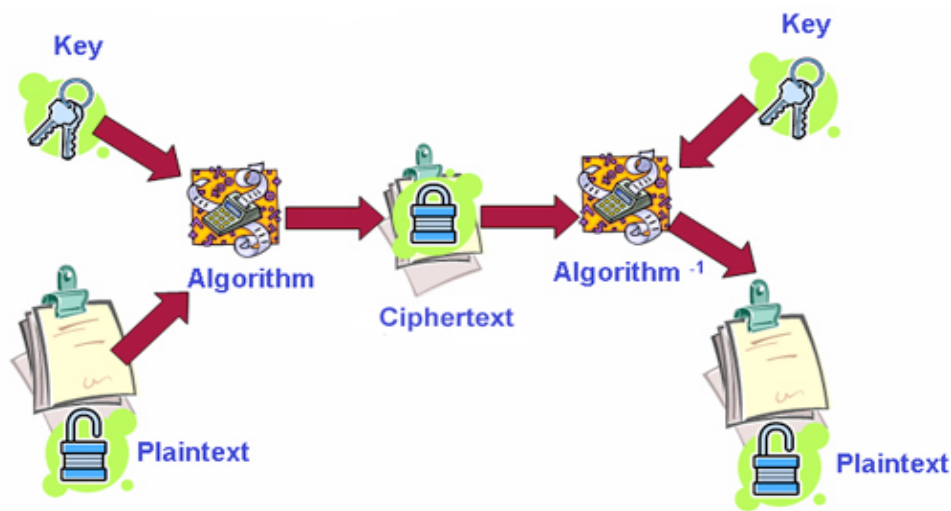 Key
Key
Algorithm
Algorithm -1
Ciphertext
Plaintext
Plaintext